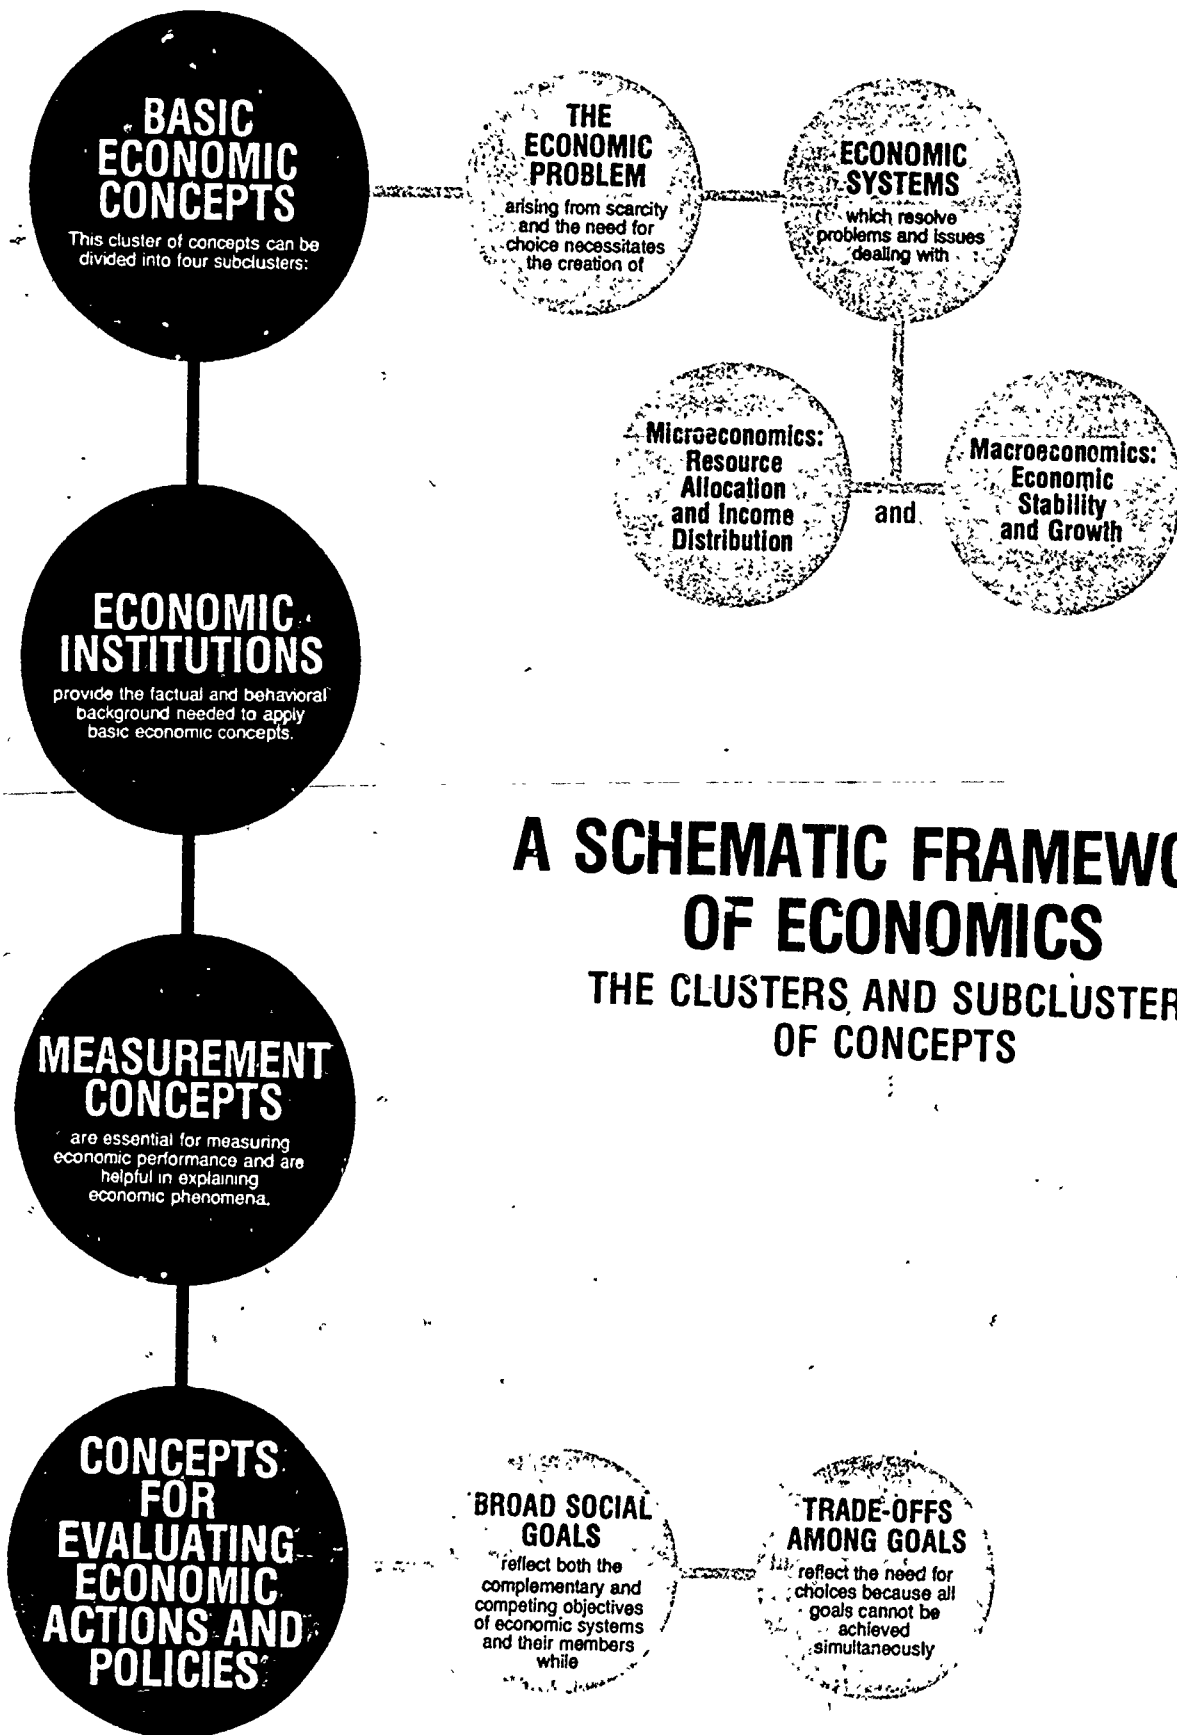 BASIC
ECONOMIC
CONCEPTS
This cluster of concepts can be
divided into four subclusters:
THE
ECONOMIC
PROBLEM
arising from scarcity
and the need for
choice necessitates
the creation of
ECONOMIC
SYSTEMS
which resolve
problems and issues
dealing with
Microeconomics:
Resource
Allocation
and Income
Distribution
and
Macroeconomics:
Economic
Stability
and Growth
ECONOMIC
INSTITUTIONS
provide the factual and behavioral
background needed to apply
basic economic concepts.
A SCHEMATIC FRAMEWO
OF ECONOMICS
THE CLUSTERS AND SUBCLUSTER
OF CONCEPTS
MEASUREMENT
CONCEPTS
are essential for measuring
economic performance and are
helpful in explaining
economic phenomena.
CONCEPTS
FOR
EVALUATING
ECONOMIC
ACTIONS AND
POLICIES
BROAD SOCIAL
GOALS
reflect both the
complementary and
competing objectives
of economic systems
and their members
while
TRADE-OFFS
AMONG GOALS
reflect the need for
choices because all
goals cannot be
achieved
simultaneously